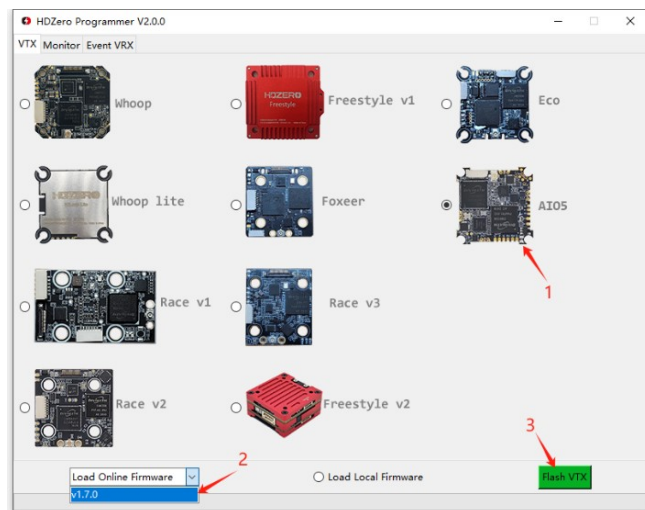 HDZero Programmer V2.0.0
VTX Monitor Event VRX
Whoop
HDZERO
Freestyle
Freestyle v1
Eco
Whoop lite
Foxeer
AIO5
1
Race v1
Race v3
Race v2
Freestyle v2
2
3
Load Online Firmware
Load Local Firmware
Flash VTX
v1.7.0